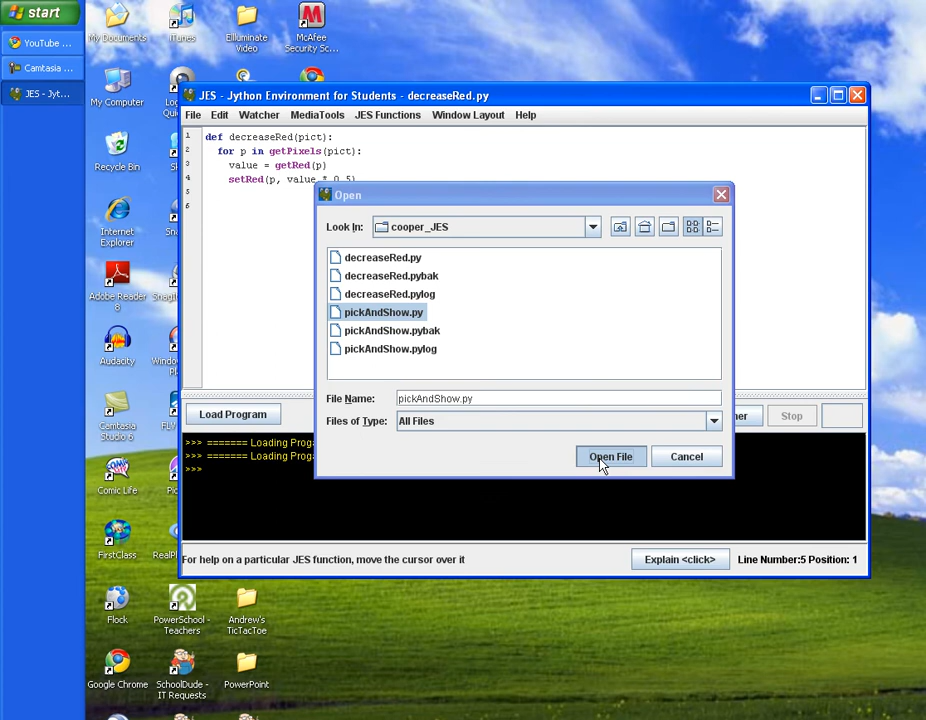 start
YouTube ...
Camtasia ...
JES - Jyt...
My Documents
iTunes
Elluminate Video
McAfee Security Sc...
My Computer
Recycle Bin
Internet Explorer
Adobe Reader 8
Audacity
Camtasia Studio 6
Comic Life
FirstClass
Flock
PowerSchool - Teachers
Andrew's TicTacToe
Google Chrome
SchoolDude - IT Requests
PowerPoint
JES - Jython Environment for Students - decreaseRed.py
File Edit Watcher MediaTools JES Functions Window Layout Help
1 def decreaseRed(pict):
2 for p in getPixels(pict):
3 value = getRed(p)
4 setRed(p, value * 0.5)
5
6
Open
Look In: cooper_JES
decreaseRed.py
decreaseRed.pybak
decreaseRed.pylog
pickAndShow.py
pickAndShow.pybak
pickAndShow.pylog
File Name: pickAndShow.py
Files of Type: All Files
Open File Cancel
Load Program
Stop
>>> ======= Loading Prog
>>> ======= Loading Prog
>>>
For help on a particular JES function, move the cursor over it
Explain <click>
Line Number:5 Position: 1